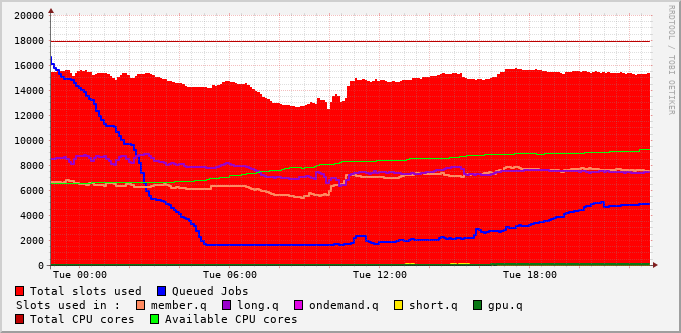 20000
18000
16000
14000
12000
10000
8000
6000
4000
2000
0
Tue 00:00 Tue 06:00 Tue 12:00 Tue 18:00
RRDTOOL / TOBI OETIKER
Total slots used Queued Jobs
Slots used in : member.q long.q ondemand.q short.q gpu.q
Total CPU cores Available CPU cores